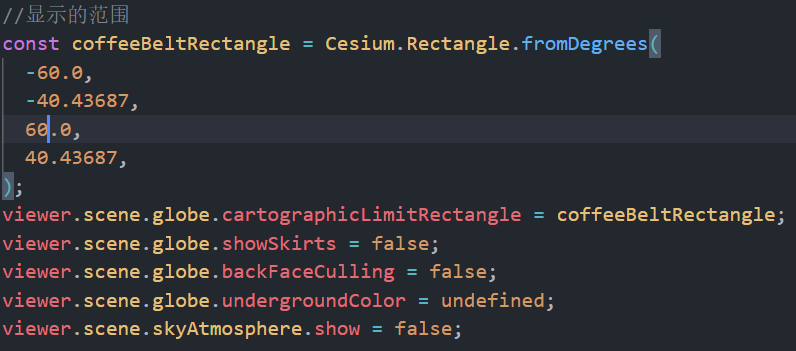 //显示的范围
const coffeeBeltRectangle = Cesium.Rectangle.fromDegrees(
  -60.0,
  -40.43687,
  60.0,
  40.43687,
);
viewer.scene.globe.cartographicLimitRectangle = coffeeBeltRectangle;
viewer.scene.globe.showSkirts = false;
viewer.scene.globe.backFaceCulling = false;
viewer.scene.globe.undergroundColor = undefined;
viewer.scene.skyAtmosphere.show = false;